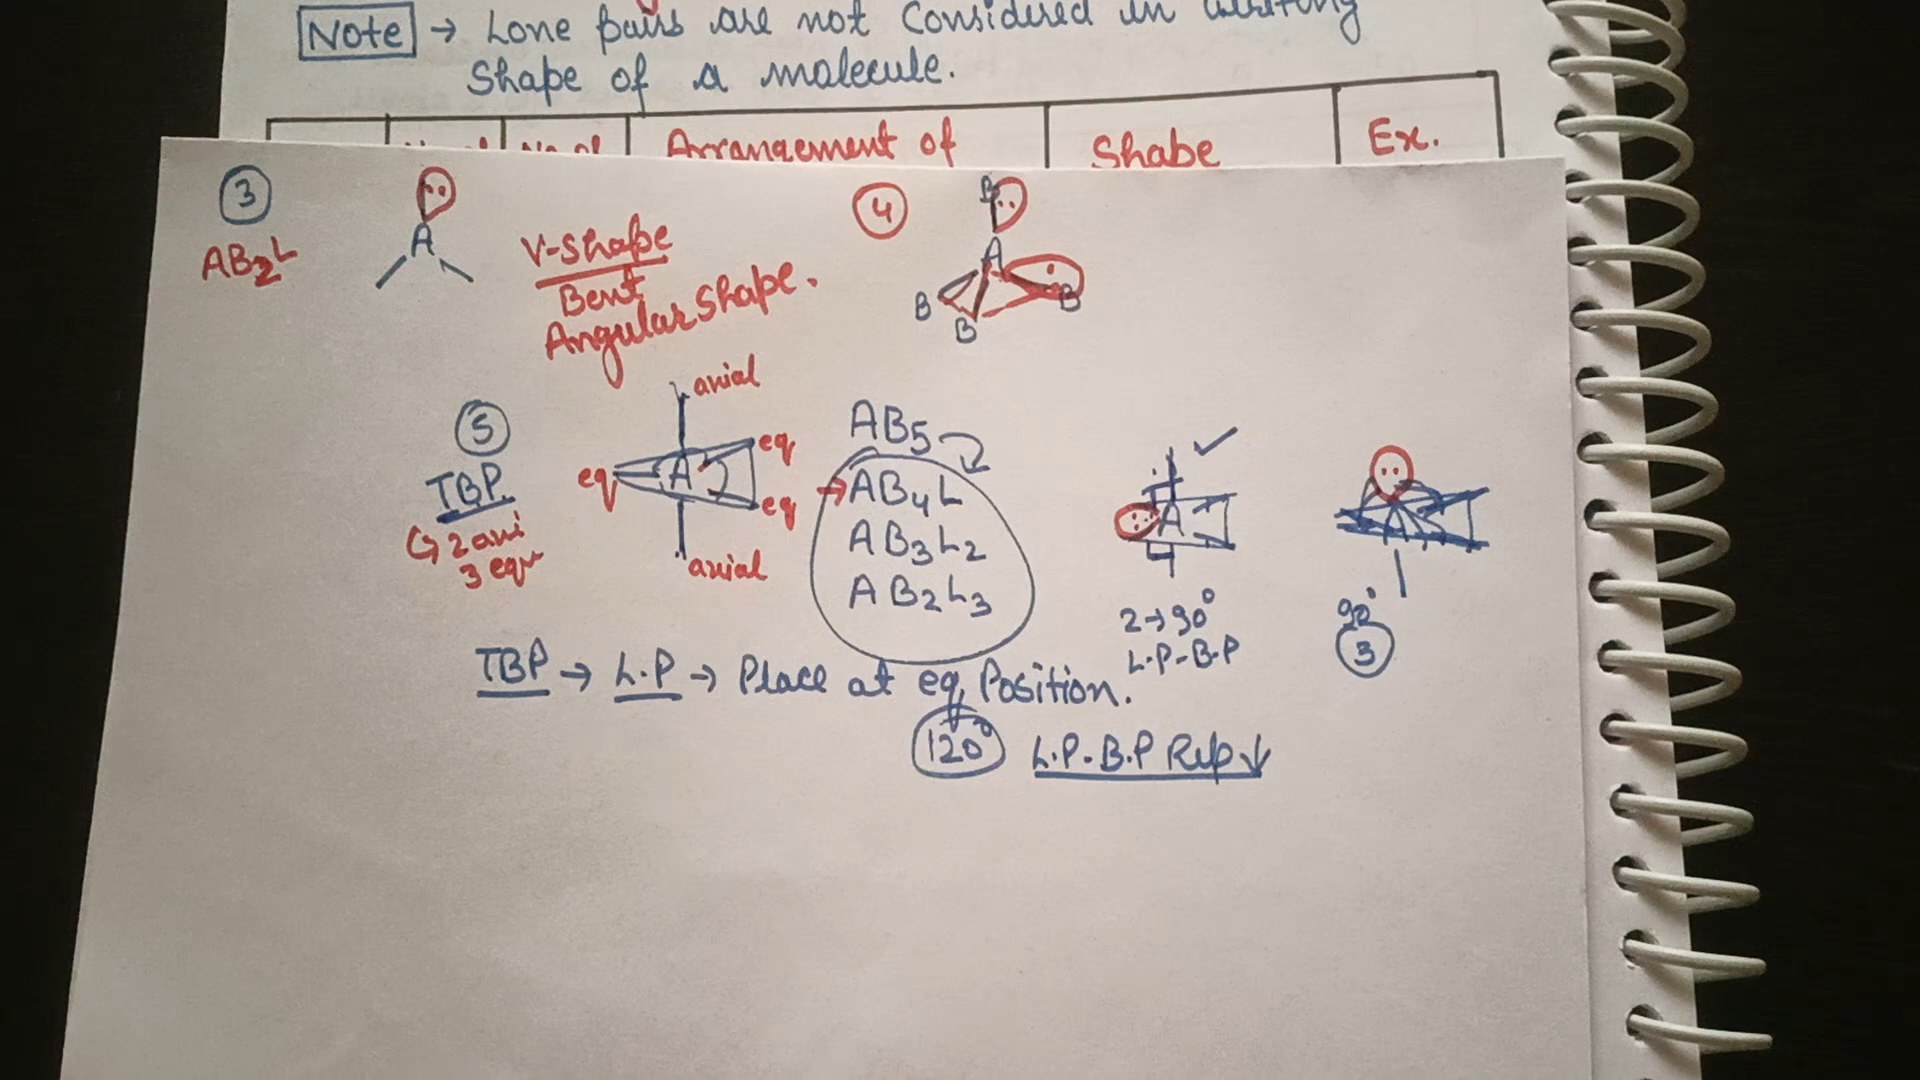 Note → Lone pairs are not Considered in writing
Shape of a molecule.
Arrangement of
Shape
Ex.
3
AB2L
A
V-Shape
Bent
Angular Shape.
4
B
A
B
B
B
5
TBP
↳ 2 axi
3 equ
axial
eq
eq
A
eq
axial
AB5
→ AB4L
AB3L2
AB2L3
A ✓
2→90°
L.P-B.P
A
90°
3
TBP → L.P → Place at eq. Position.
120° L.P-B.P Rep↓